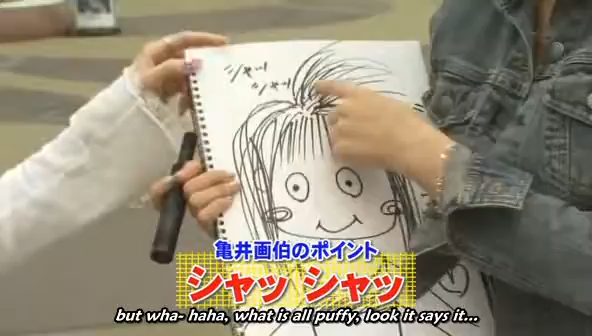 シャッ
シャッ
亀井画伯のポイント
シャッ シャッ
but wha- haha, what is all puffy, look it says it...